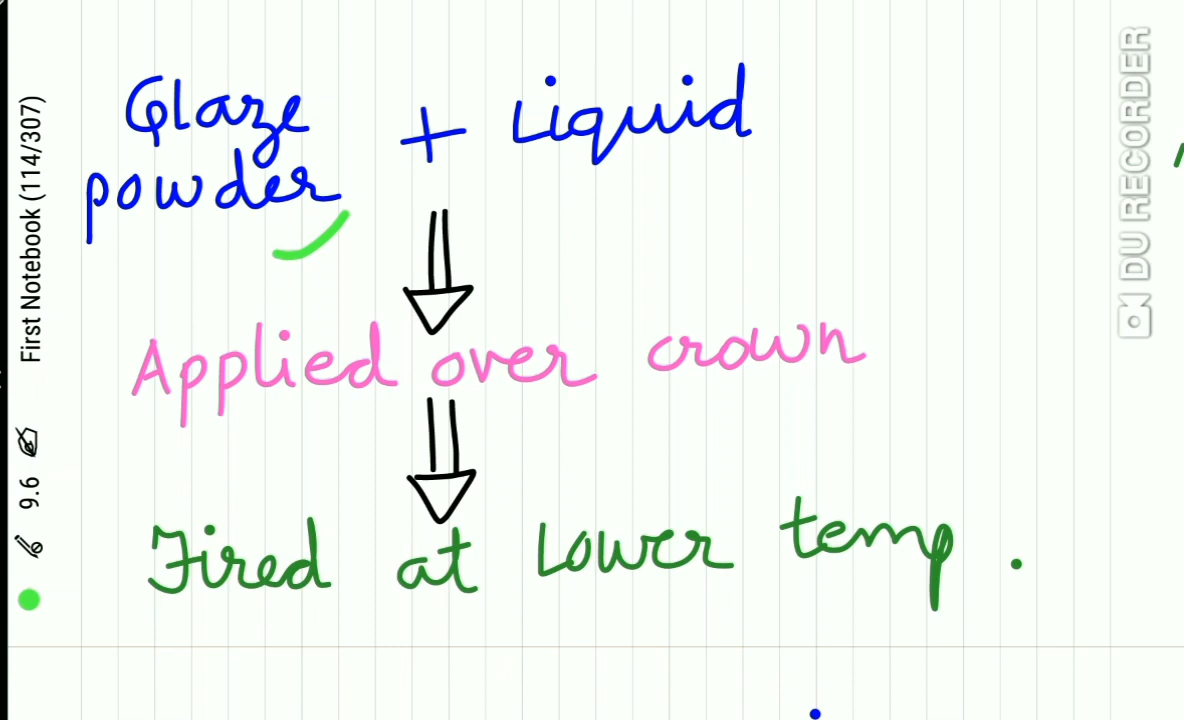 Glaze + Liquid
powder
Applied over crown
Fired at Lower temp.
First Notebook (114/307)
9.6
DU RECORDER